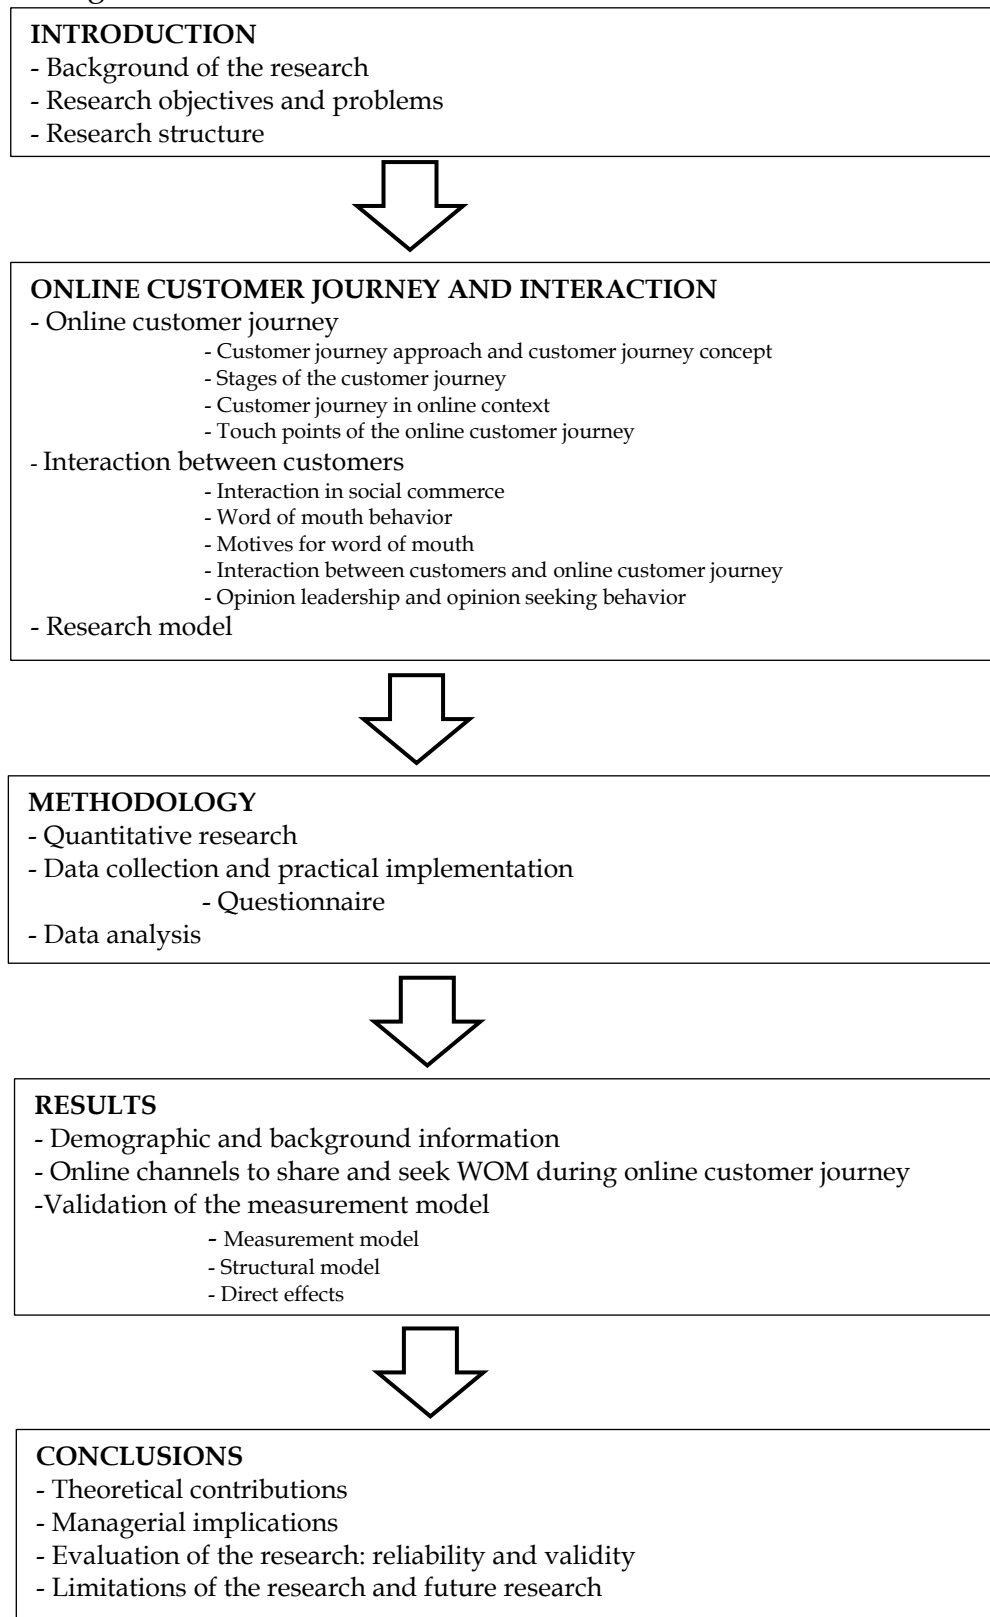 INTRODUCTION
- Background of the research
- Research objectives and problems
- Research structure
ONLINE CUSTOMER JOURNEY AND INTERACTION
- Online customer journey
- Customer journey approach and customer journey concept
- Stages of the customer journey
- Customer journey in online context
- Touch points of the online customer journey
- Interaction between customers
- Interaction in social commerce
- Word of mouth behavior
- Motives for word of mouth
- Interaction between customers and online customer journey
- Opinion leadership and opinion seeking behavior
- Research model
METHODOLOGY
- Quantitative research
- Data collection and practical implementation
- Questionnaire
- Data analysis
RESULTS
- Demographic and background information
- Online channels to share and seek WOM during online customer journey
-Validation of the measurement model
- Measurement model
- Structural model
- Direct effects
CONCLUSIONS
- Theoretical contributions
- Managerial implications
- Evaluation of the research: reliability and validity
- Limitations of the research and future research